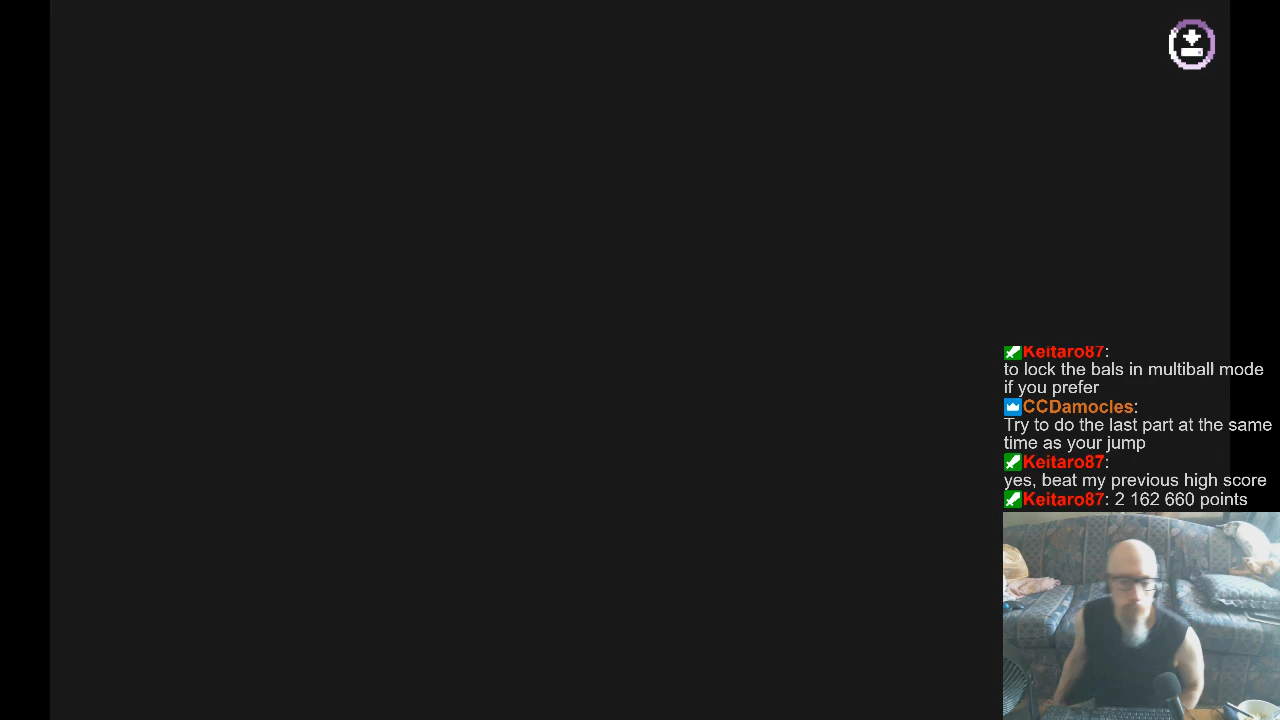 Keitaro87:
to lock the bals in multiball mode
if you prefer
CCDamocles:
Try to do the last part at the same
time as your jump
Keitaro87:
yes, beat my previous high score
Keitaro87: 2 162 660 points